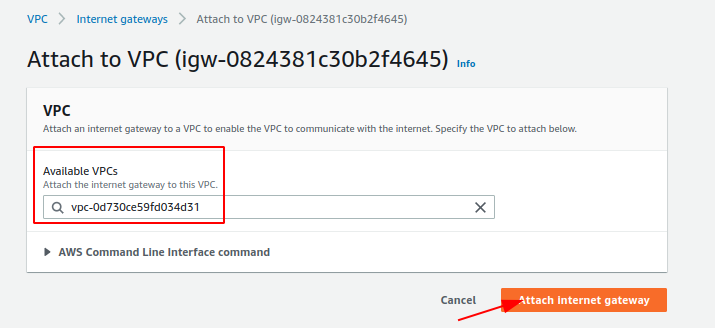 VPC > Internet gateways > Attach to VPC (igw-0824381c30b2f4645)
Attach to VPC (igw-0824381c30b2f4645) Info
VPC
Attach an internet gateway to a VPC to enable the VPC to communicate with the internet. Specify the VPC to attach below.
Available VPCs
Attach the internet gateway to this VPC.
vpc-0d730ce59fd034d31
AWS Command Line Interface command
Cancel Attach internet gateway